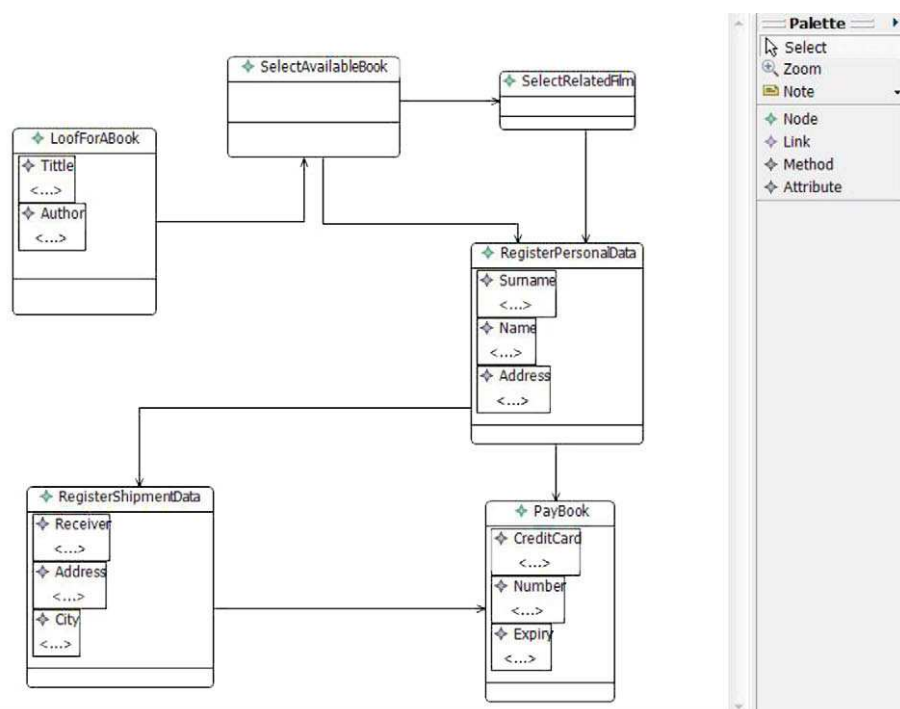 SelectAvailableBook
SelectRelatedFilm
LoofForABook
Tittle
<...>
Author
<...>
RegisterPersonalData
Surname
<...>
Name
<...>
Address
<...>
RegisterShipmentData
Receiver
<...>
Address
<...>
City
<...>
PayBook
CreditCard
<...>
Number
<...>
Expiry
<...>
Palette
Select
Zoom
Note
Node
Link
Method
Attribute